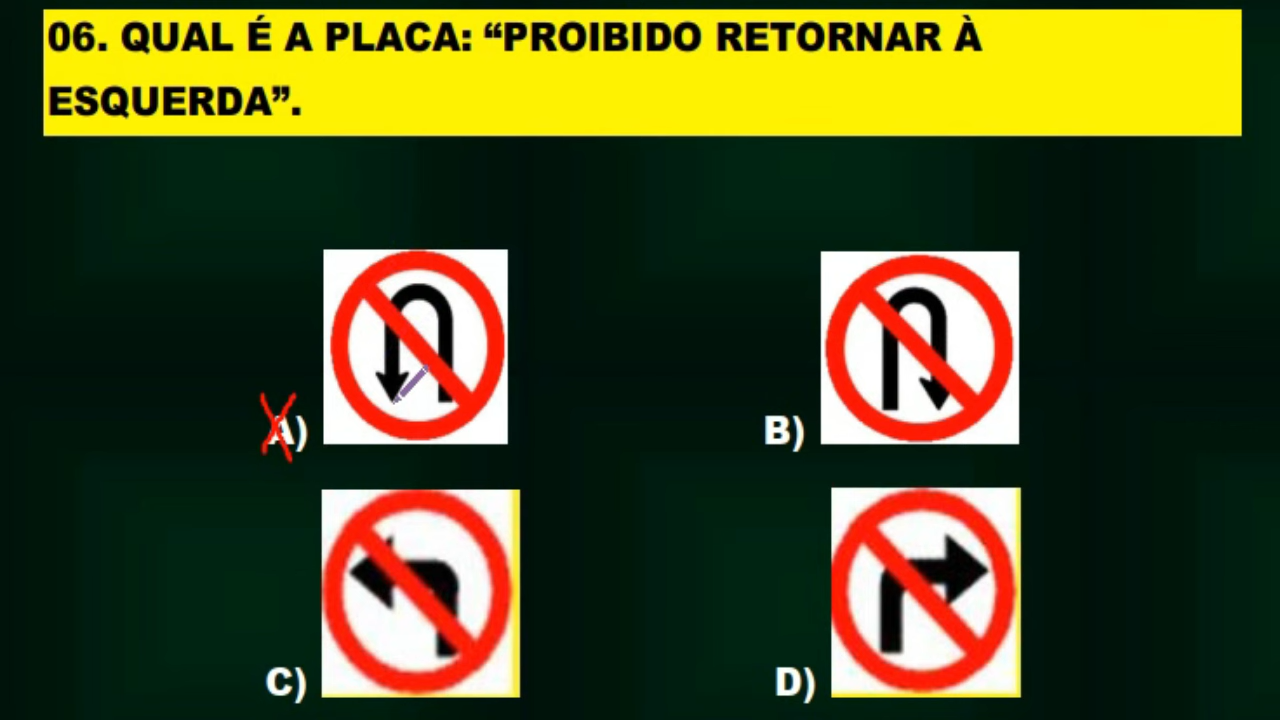 06. QUAL É A PLACA: “PROIBIDO RETORNAR À
ESQUERDA”.
A)
B)
C)
D)